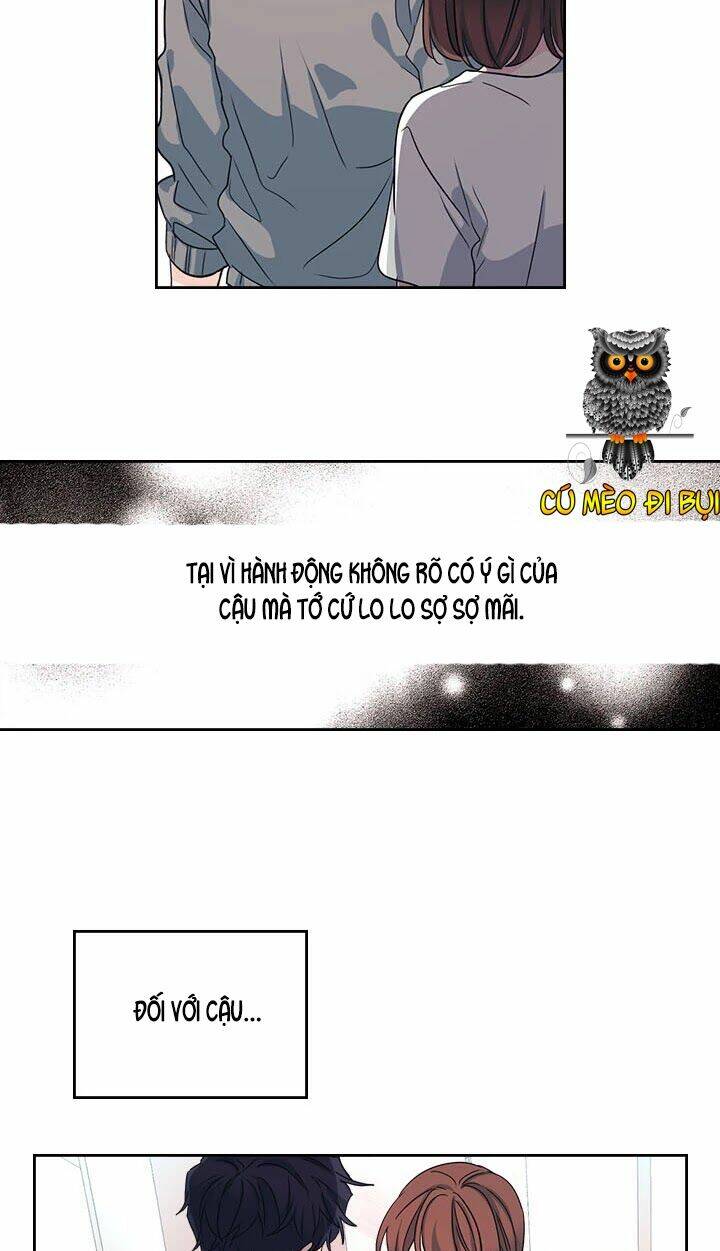 CÚ MÈO ĐI BỤI
TẠI VÌ HÀNH ĐỘNG KHÔNG RÕ CÓ Ý GÌ CỦA
CẬU MÀ TỚ CỨ LO LO SỢ SỢ MÃI.
ĐỐI VỚI CẬU...